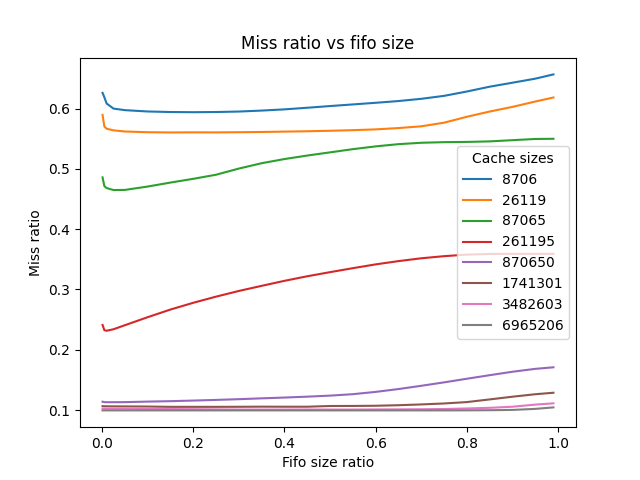 Miss ratio vs fifo size
Miss ratio
0.6
0.5
0.4
0.3
0.2
0.1
Cache sizes
8706
26119
87065
261195
870650
1741301
3482603
6965206
0.0 0.2 0.4 0.6 0.8 1.0
Fifo size ratio